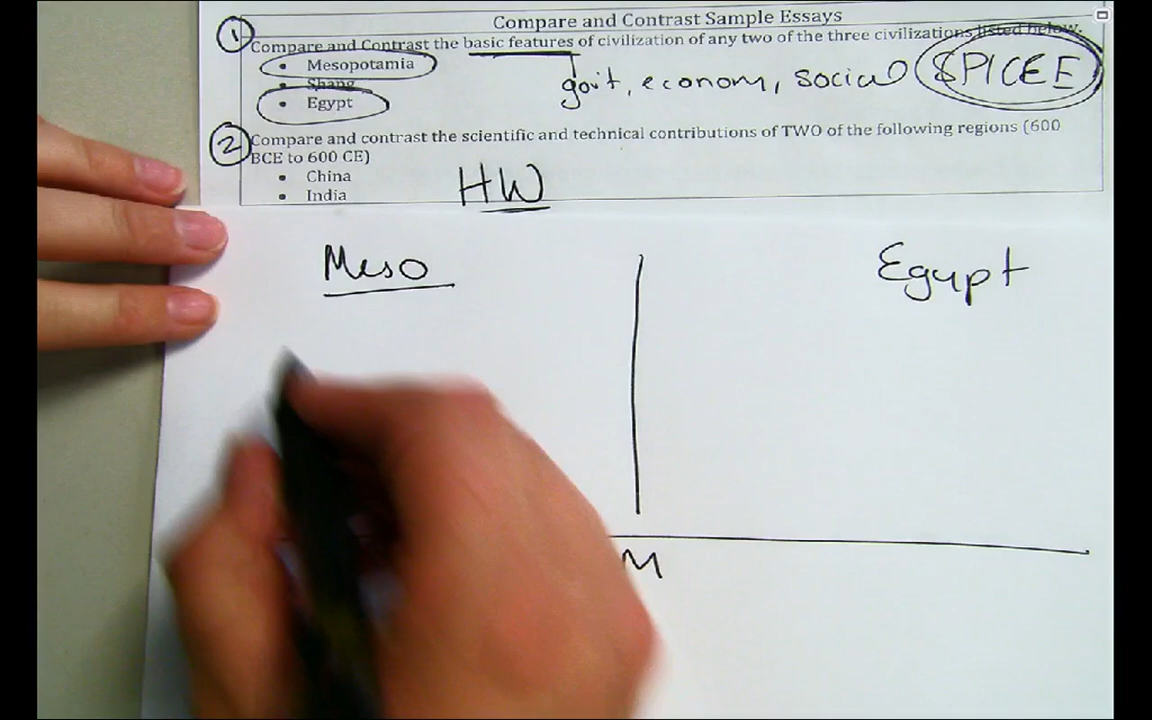 Compare and Contrast Sample Essays
1 Compare and Contrast the basic features of civilization of any two of the three civilizations listed below.
• Mesopotamia
• Shang
• Egypt
gov't, econom, social SPICEE
2 Compare and contrast the scientific and technical contributions of TWO of the following regions (600
BCE to 600 CE)
• China
• India
HW
Meso
Egypt
M